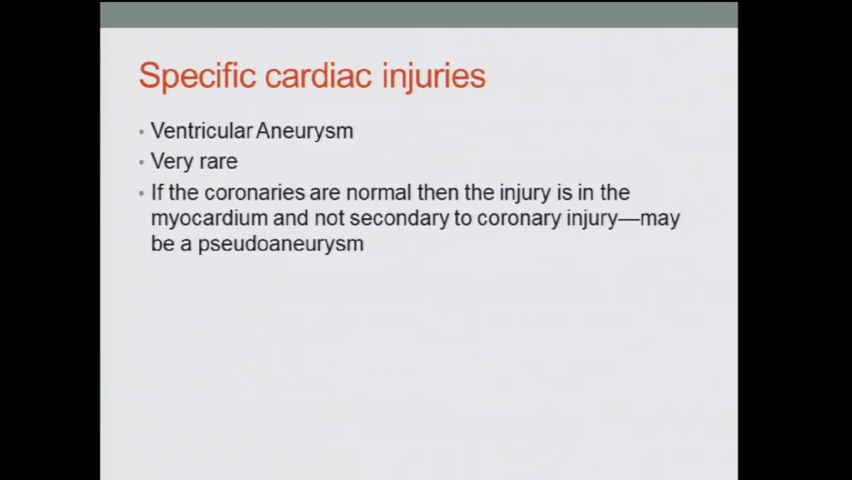 Specific cardiac injuries
• Ventricular Aneurysm
• Very rare
• If the coronaries are normal then the injury is in the
myocardium and not secondary to coronary injury—may
be a pseudoaneurysm